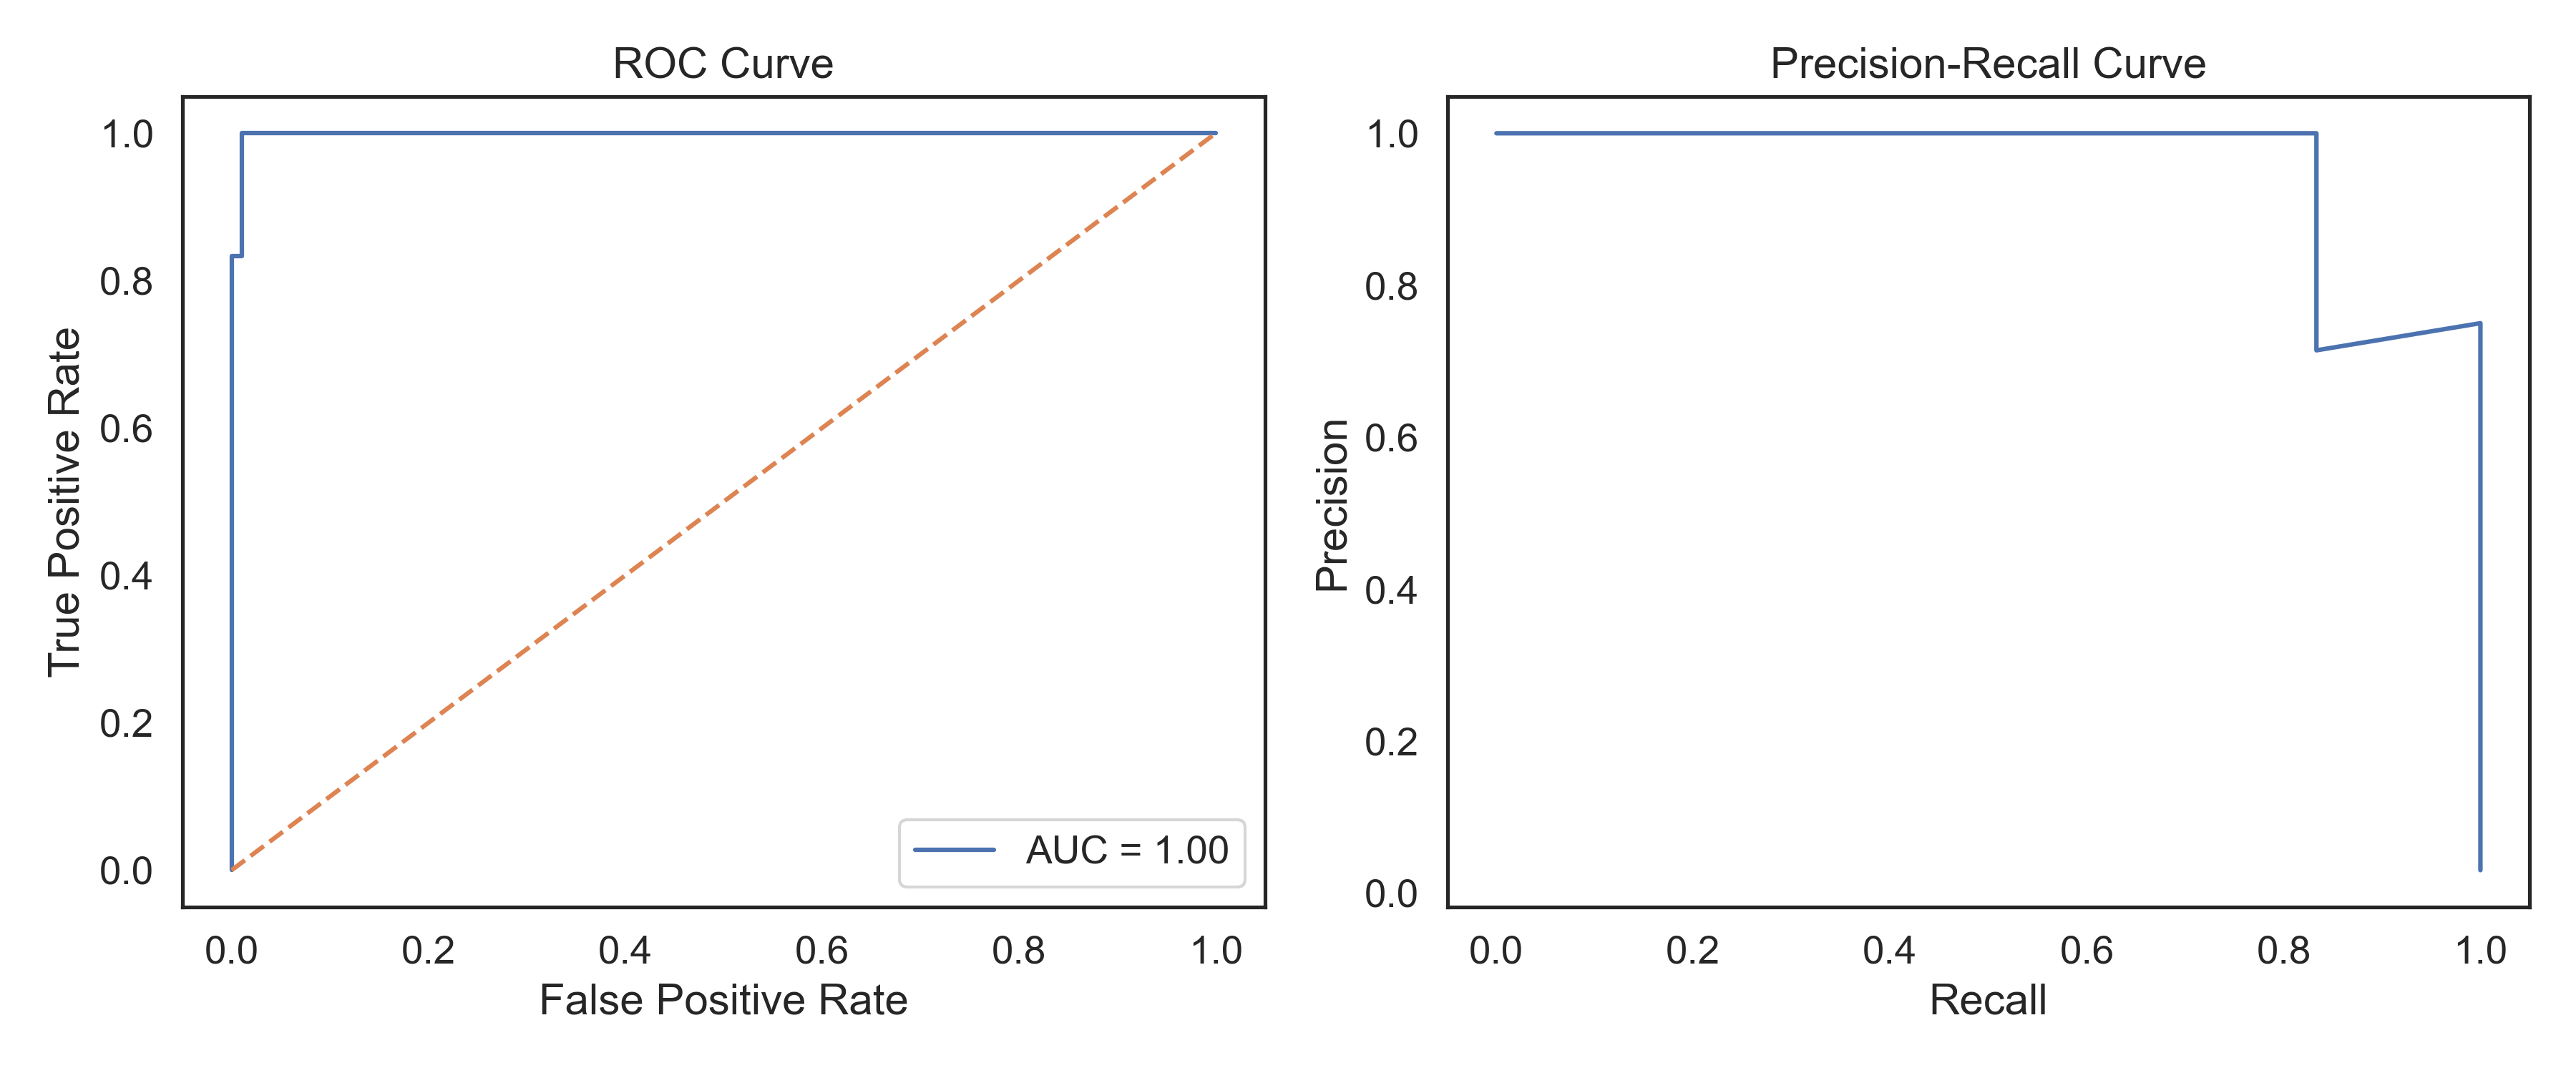 ROC Curve
True Positive Rate
1.0
0.8
0.6
0.4
0.2
0.0
AUC = 1.00
0.0 0.2 0.4 0.6 0.8 1.0
False Positive Rate
Precision-Recall Curve
Precision
1.0
0.8
0.6
0.4
0.2
0.0
0.0 0.2 0.4 0.6 0.8 1.0
Recall